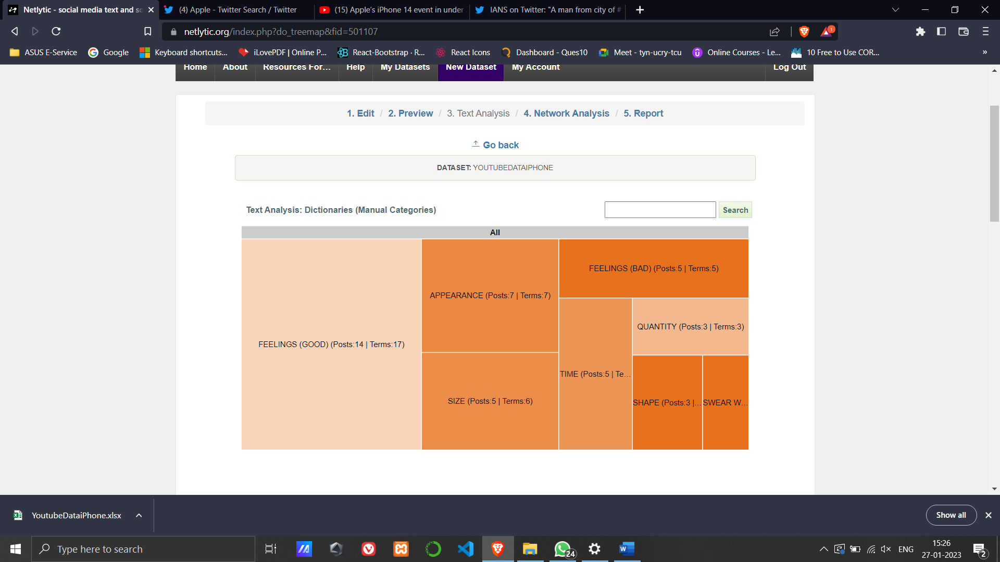 Netlytic - social media text and sc
(4) Apple - Twitter Search / Twitter
(15) Apple's iPhone 14 event in under
IANS on Twitter: "A man from city of #
netlytic.org/index.php?do_treemap&fid=501107
1
ASUS E-Service
Google
Keyboard shortcuts...
iLovePDF | Online P...
React-Bootstrap · R...
React Icons
Dashboard - Ques10
Meet - tyn-ucry-tcu
Online Courses - Le...
10 Free to Use COR...
»
Home
About
Resources For...
Help
My Datasets
New Dataset
My Account
Log Out
1. Edit / 2. Preview / 3. Text Analysis / 4. Network Analysis / 5. Report
Go back
DATASET: YOUTUBEDATAIPHONE
Text Analysis: Dictionaries (Manual Categories)
Search
All
FEELINGS (GOOD) (Posts:14 | Terms:17)
APPEARANCE (Posts:7 | Terms:7)
SIZE (Posts:5 | Terms:6)
FEELINGS (BAD) (Posts:5 | Terms:5)
TIME (Posts:5 | Te...
QUANTITY (Posts:3 | Terms:3)
SHAPE (Posts:3 |...
SWEAR W...
YoutubeDataiPhone.xlsx
Show all
Type here to search
24
ENG
15:26
27-01-2023
2